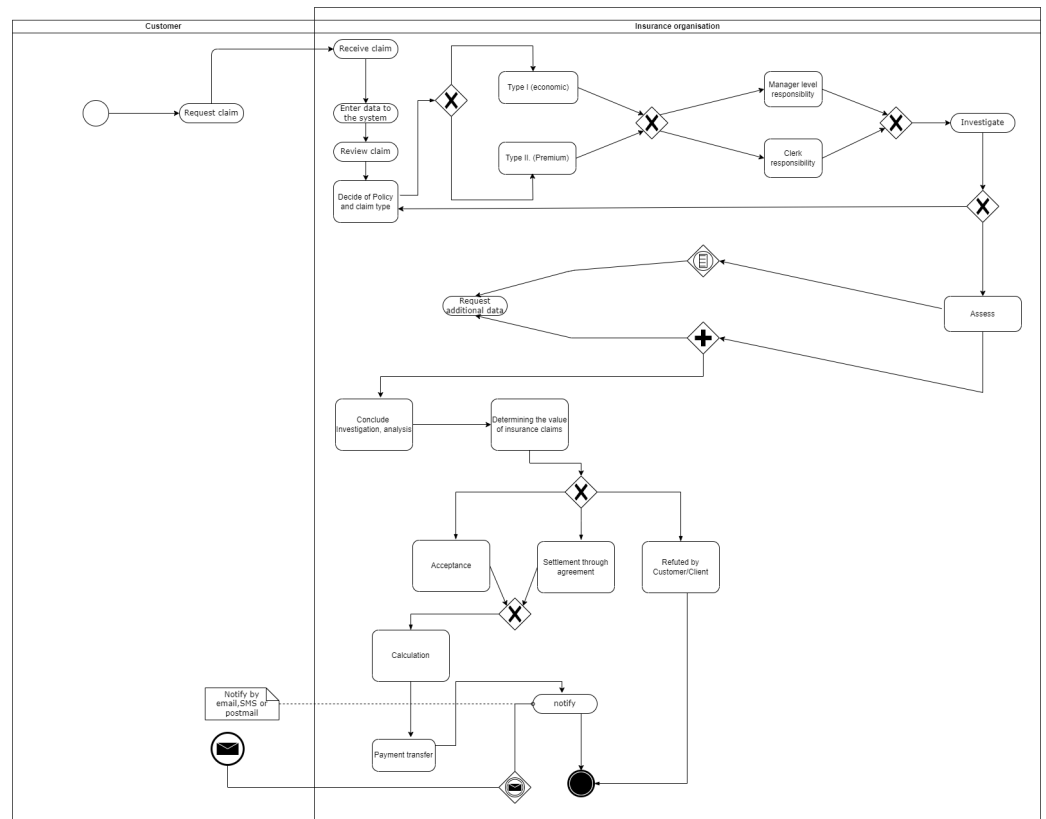 Customer
Insurance organisation
Request claim
Receive claim
Enter data to
the system
Review claim
Decide of Policy
and claim type
Type I (economic)
Type II. (Premium)
Manager level
responsiblity
Clerk
responsibility
Investigate
Request
additional data
Assess
Conclude
Investigation, analysis
Determining the value
of insurance claims
Acceptance
Settlement through
agreement
Refuted by
Customer/Client
Calculation
Notify by
email,SMS or
postmail
notify
Payment transfer